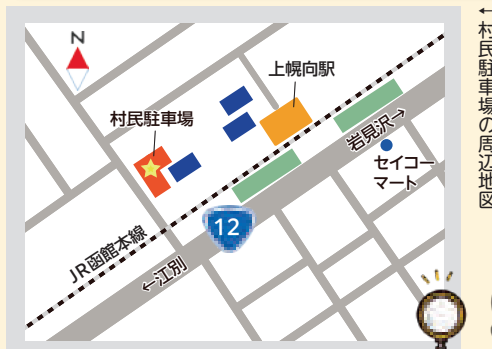 ←村民駐車場の周辺地図
N
上幌向駅
村民駐車場
岩見沢→
セイコー
マート
12
JR函館本線
←江別